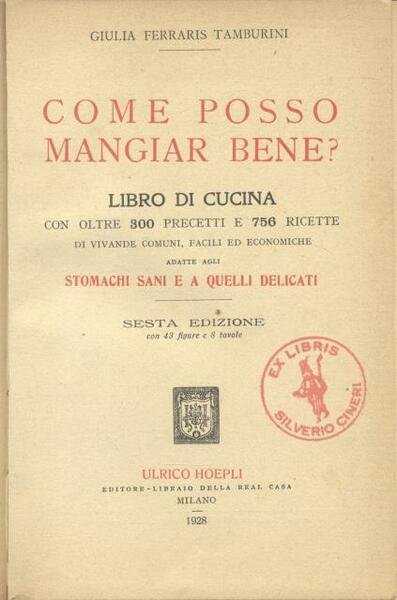 GIULIA FERRARIS TAMBURINI
COME POSSO
MANGIAR BENE?
LIBRO DI CUCINA
CON OLTRE 300 PRECETTI E 756 RICETTE
DI VIVANDE COMUNI, FACILI ED ECONOMICHE
ADATTE AGLI
STOMACHI SANI E A QUELLI DELICATI
SESTA EDIZIONE
con 43 figure e 8 tavole
EX LIBRIS
SILVERIO CINERI
ULRICO HOEPLI
EDITORE-LIBRAIO DELLA REAL CASA
MILANO
1928